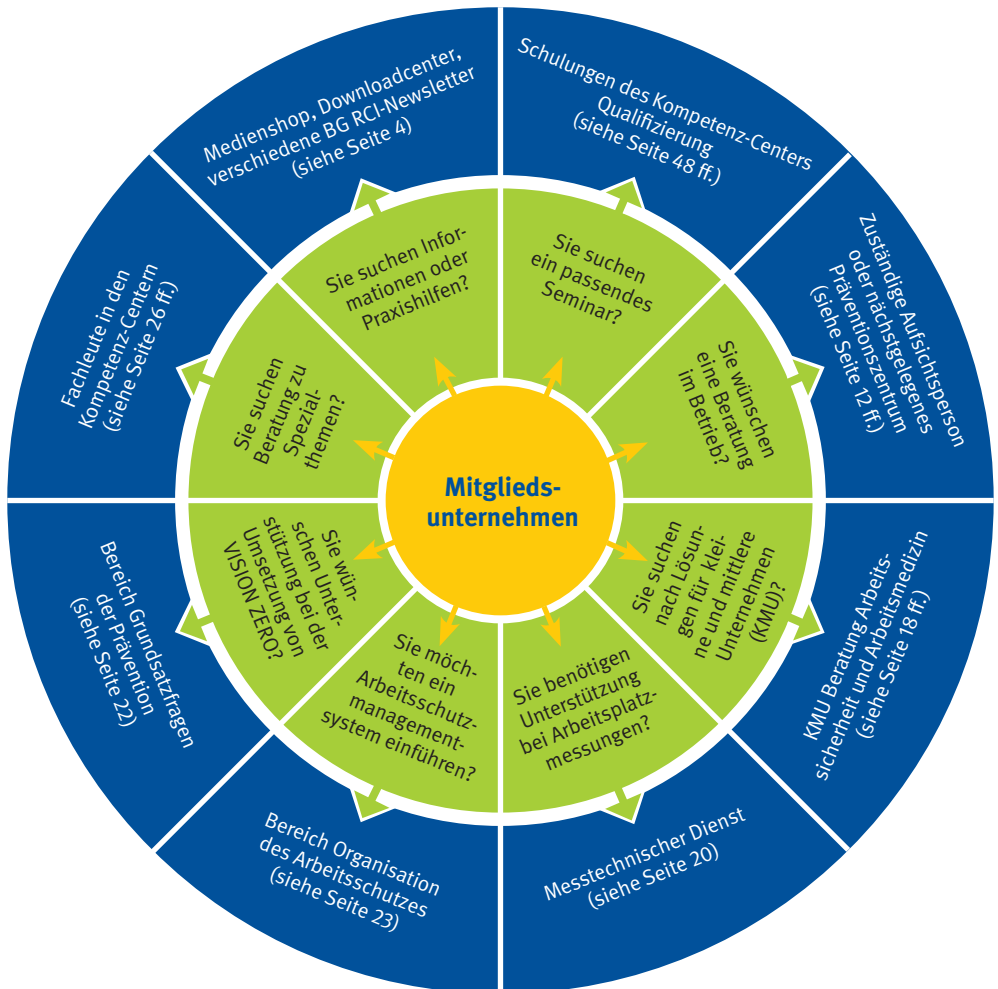 Mitglieds-
unternehmen
Schulungen des Kompetenz-Centers
Qualifizierung
(siehe Seite 48 ff.)
Sie suchen
ein passendes
Seminar?
Zuständige Aufsichtsperson
oder nächstgelegenes
Präventionszentrum
(siehe Seite 12 ff.)
Sie wünschen
eine Beratung
im Betrieb?
KMU Beratung Arbeits-
sicherheit und Arbeitsmedizin
(siehe Seite 18 ff.)
Sie suchen
nach Lösun-
gen für klei-
ne und mittlere
Unternehmen
(KMU)?
Messtechnischer Dienst
(siehe Seite 20)
Sie benötigen
Unterstützung
bei Arbeitsplatz-
messungen?
Bereich Organisation
des Arbeitsschutzes
(siehe Seite 23)
Sie möch-
ten ein
Arbeitsschutz-
management-
system einführen?
Bereich Grundsatzfragen
der Prävention
(siehe Seite 22)
Sie wün-
schen Unter-
stützung bei der
Umsetzung von
VISION ZERO?
Fachleute in den
Kompetenz-Centern
(siehe Seite 26 ff.)
Sie suchen
Beratung zu
Spezial-
themen?
Medienshop, Downloadcenter,
verschiedene BG RCI-Newsletter
(siehe Seite 4)
Sie suchen Infor-
mationen oder
Praxishilfen?